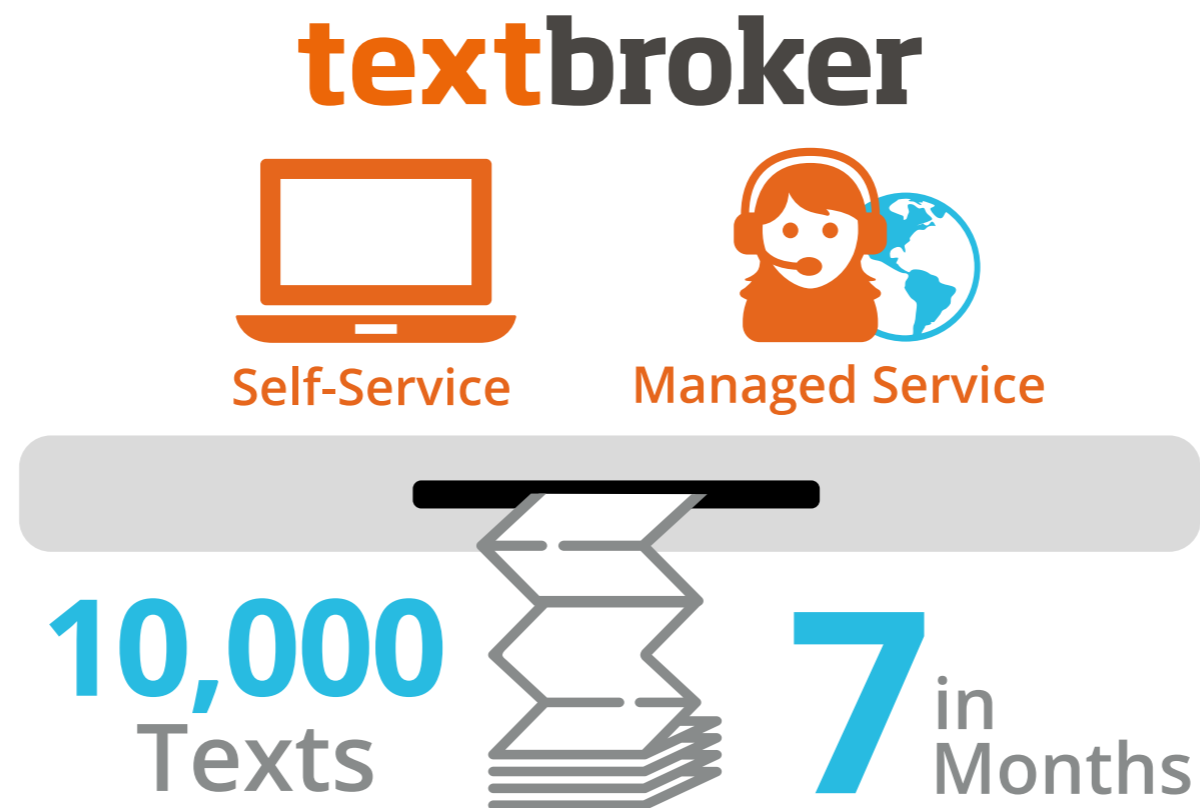 textbroker
Self-Service
Managed Service
10,000
Texts
7 in
Months